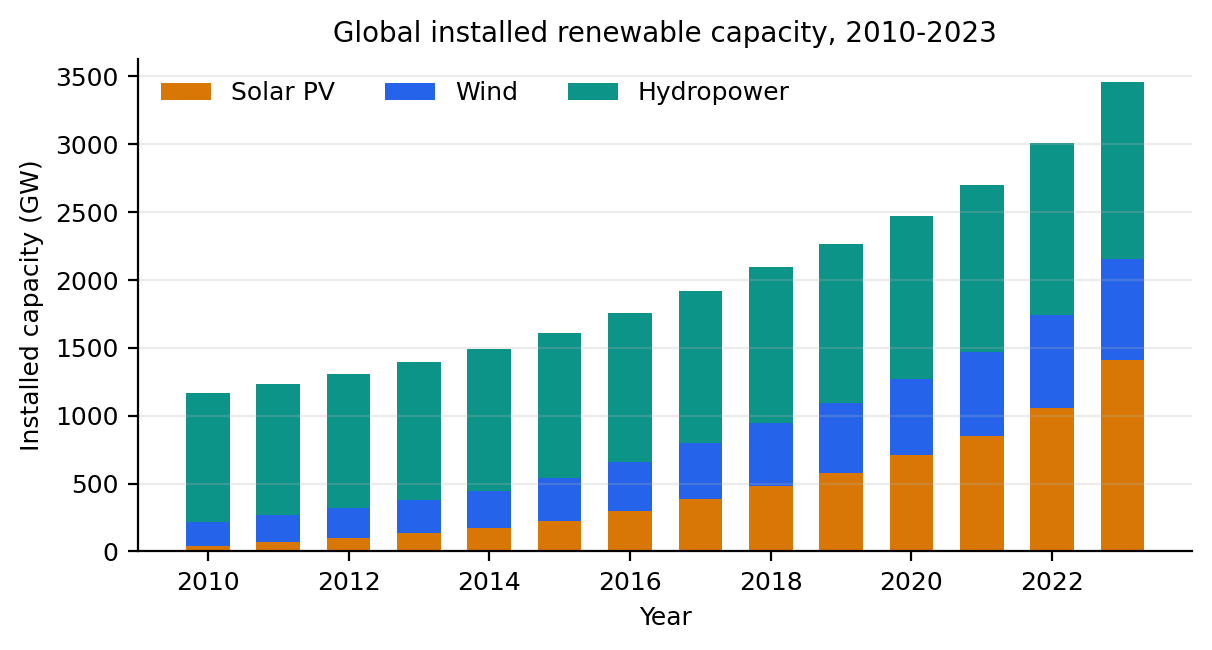 Global installed renewable capacity, 2010-2023
Solar PV Wind Hydropower
Installed capacity (GW)
3500
3000
2500
2000
1500
1000
500
0
2010 2012 2014 2016 2018 2020 2022
Year